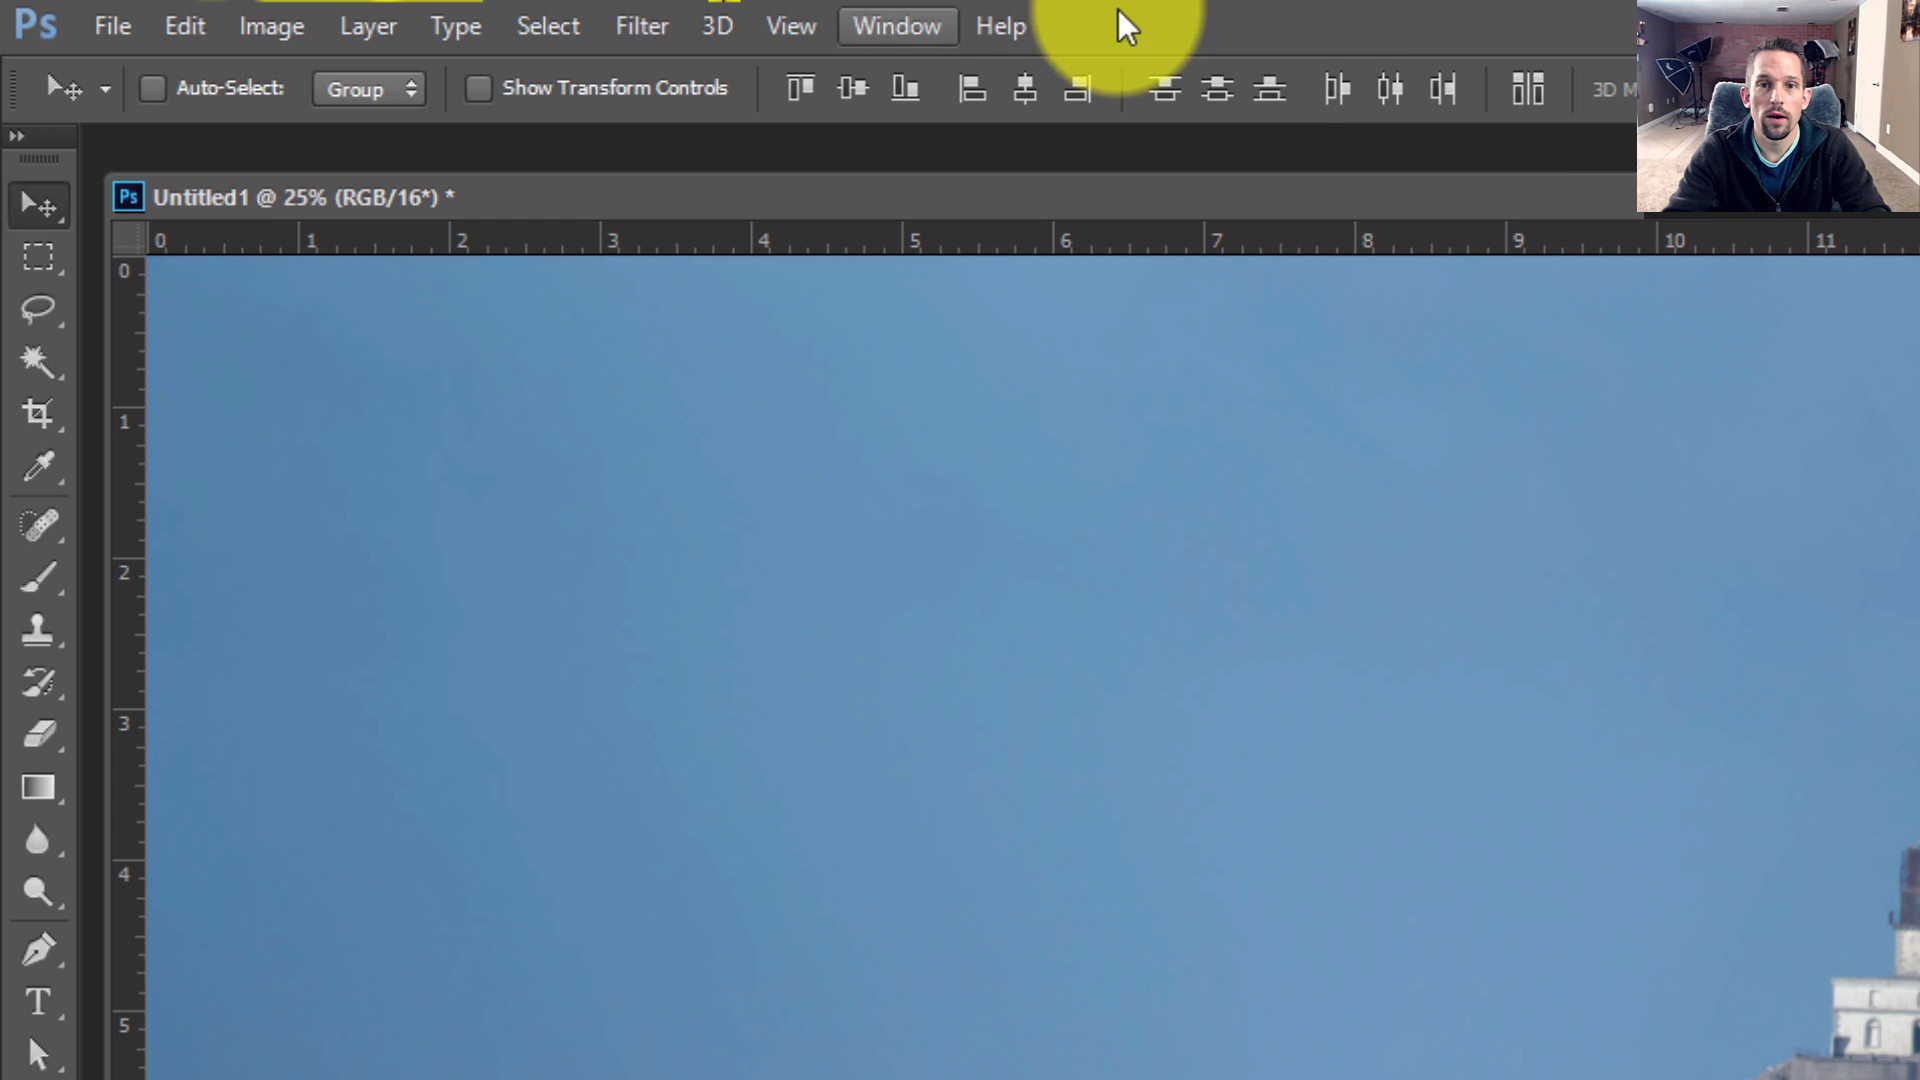 Ps File Edit Image Layer Type Select Filter 3D View Window Help
Auto-Select: Group Show Transform Controls 3D M
Ps Untitled1 @ 25% (RGB/16*) *
0 1 2 3 4 5 6 7 8 9 10 11
0
1
2
3
4
5
T